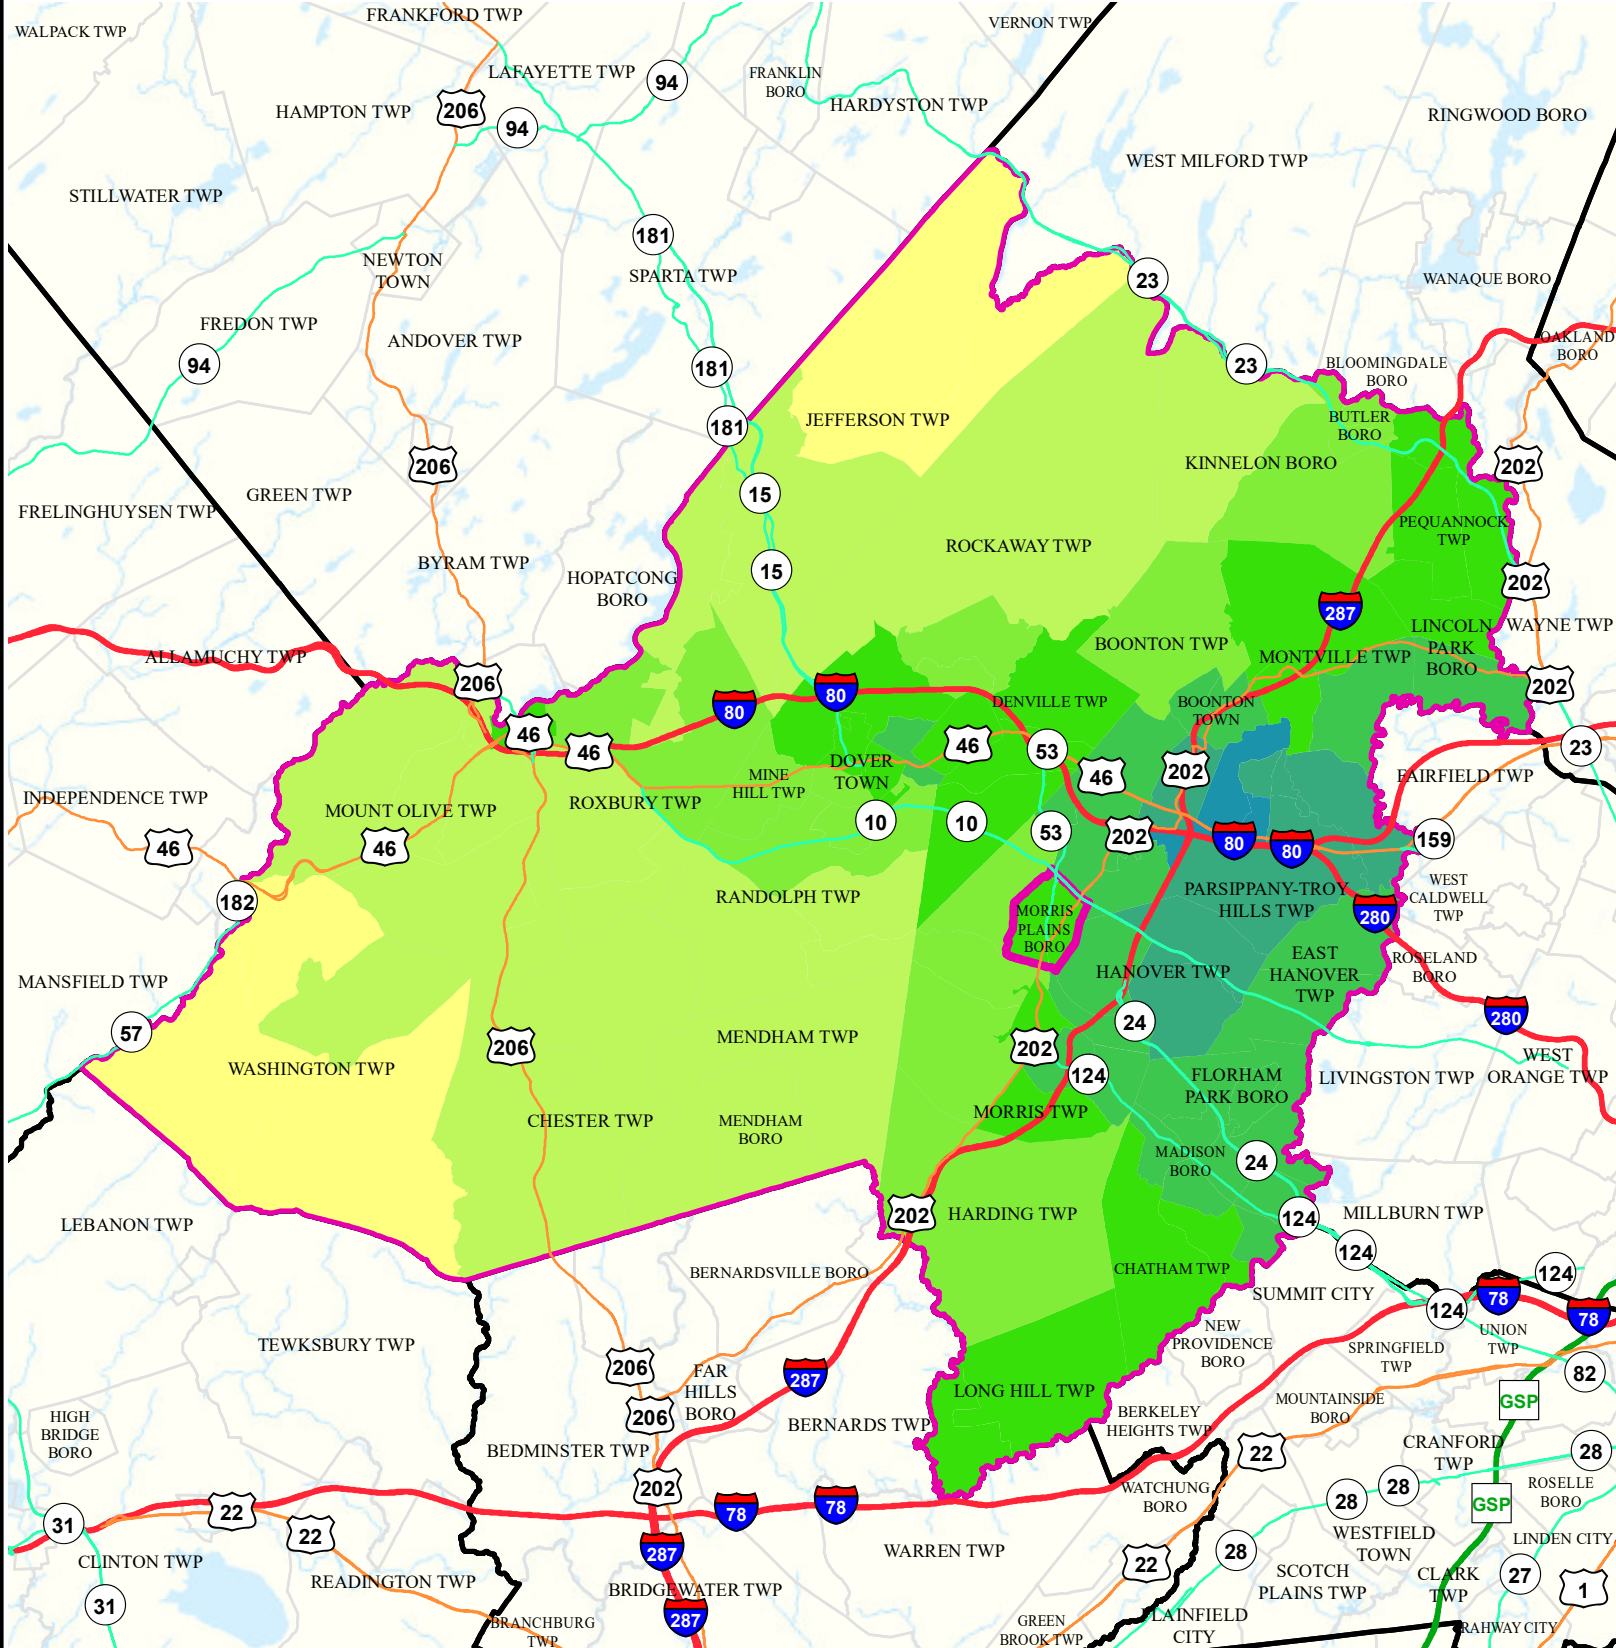 FRANKFORD TWP
WALPACK TWP
VERNON TWP
LAFAYETTE TWP
94
FRANKLIN
BORO
HARDYSTON TWP
HAMPTON TWP
206
94
RINGWOOD BORO
WEST MILFORD TWP
STILLWATER TWP
181
NEWTON
TOWN
SPARTA TWP
23
WANAQUE BORO
FREDON TWP
ANDOVER TWP
OAKLAND
BORO
94
181
23
BLOOMINGDALE
BORO
181
JEFFERSON TWP
BUTLER
BORO
206
KINNELON BORO
202
GREEN TWP
15
FRELINGHUYSEN TWP
PEQUANNOCK
TWP
ROCKAWAY TWP
BYRAM TWP
15
HOPATCONG
BORO
202
287
LINCOLN
PARK
BORO
WAYNE TWP
BOONTON TWP
ALLAMUCHY TWP
MONTVILLE TWP
206
80
80
DENVILLE TWP
BOONTON
TOWN
202
46
46
46
53
23
DOVER
TOWN
MINE
HILL TWP
46
202
FAIRFIELD TWP
INDEPENDENCE TWP
MOUNT OLIVE TWP
ROXBURY TWP
46
46
10
10
53
202
80
80
159
182
RANDOLPH TWP
PARSIPPANY-TROY
HILLS TWP
WEST
CALDWELL
TWP
280
MORRIS
PLAINS
BORO
MANSFIELD TWP
HANOVER TWP
EAST
HANOVER
TWP
ROSELAND
BORO
57
206
MENDHAM TWP
202
24
280
WASHINGTON TWP
124
FLORHAM
PARK BORO
LIVINGSTON TWP
WEST
ORANGE TWP
CHESTER TWP
MENDHAM
BORO
MORRIS TWP
MADISON
BORO
24
LEBANON TWP
202
HARDING TWP
124
MILLBURN TWP
124
BERNARDSVILLE BORO
CHATHAM TWP
SUMMIT CITY
124
78
124
78
TEWKSBURY TWP
NEW
PROVIDENCE
BORO
SPRINGFIELD
TWP
UNION
TWP
206
FAR
HILLS
BORO
287
LONG HILL TWP
82
206
MOUNTAINSIDE
BORO
GSP
HIGH
BRIDGE
BORO
BERNARDS TWP
BERKELEY
HEIGHTS TWP
BEDMINSTER TWP
22
CRANFORD
TWP
28
202
WATCHUNG
BORO
28
28
ROSELLE
BORO
31
22
78
78
GSP
22
287
WARREN TWP
28
WESTFIELD
TOWN
LINDEN CITY
CLINTON TWP
READINGTON TWP
BRIDGEWATER TWP
22
SCOTCH
PLAINS TWP
CLARK
TWP
27
1
31
287
BRANCHBURG
TWP
GREEN
BROOK TWP
LAINFIELD
CITY
RAHWAY CITY